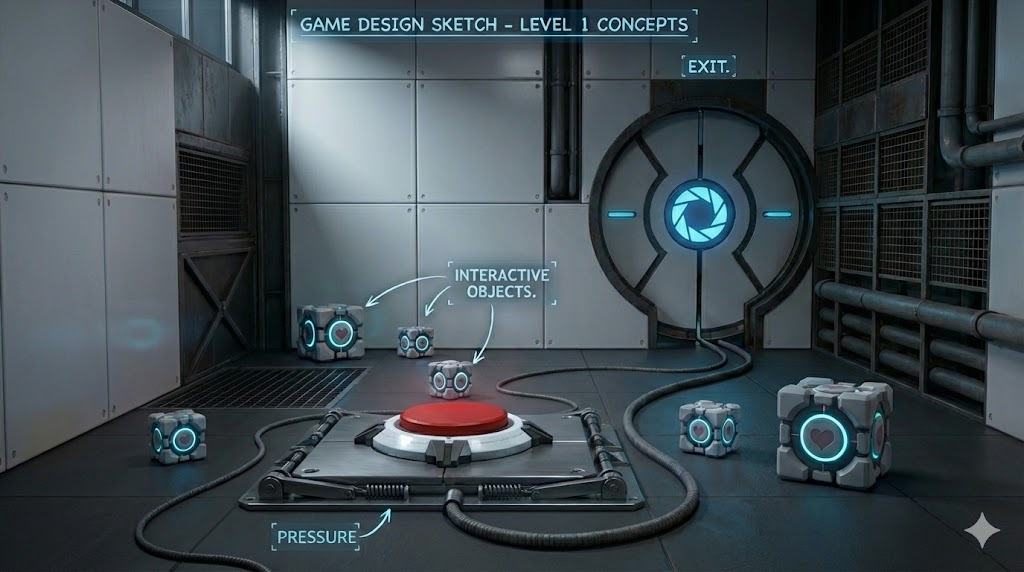 GAME DESIGN SKETCH - LEVEL 1 CONCEPTS
EXIT.
INTERACTIVE
OBJECTS.
PRESSURE